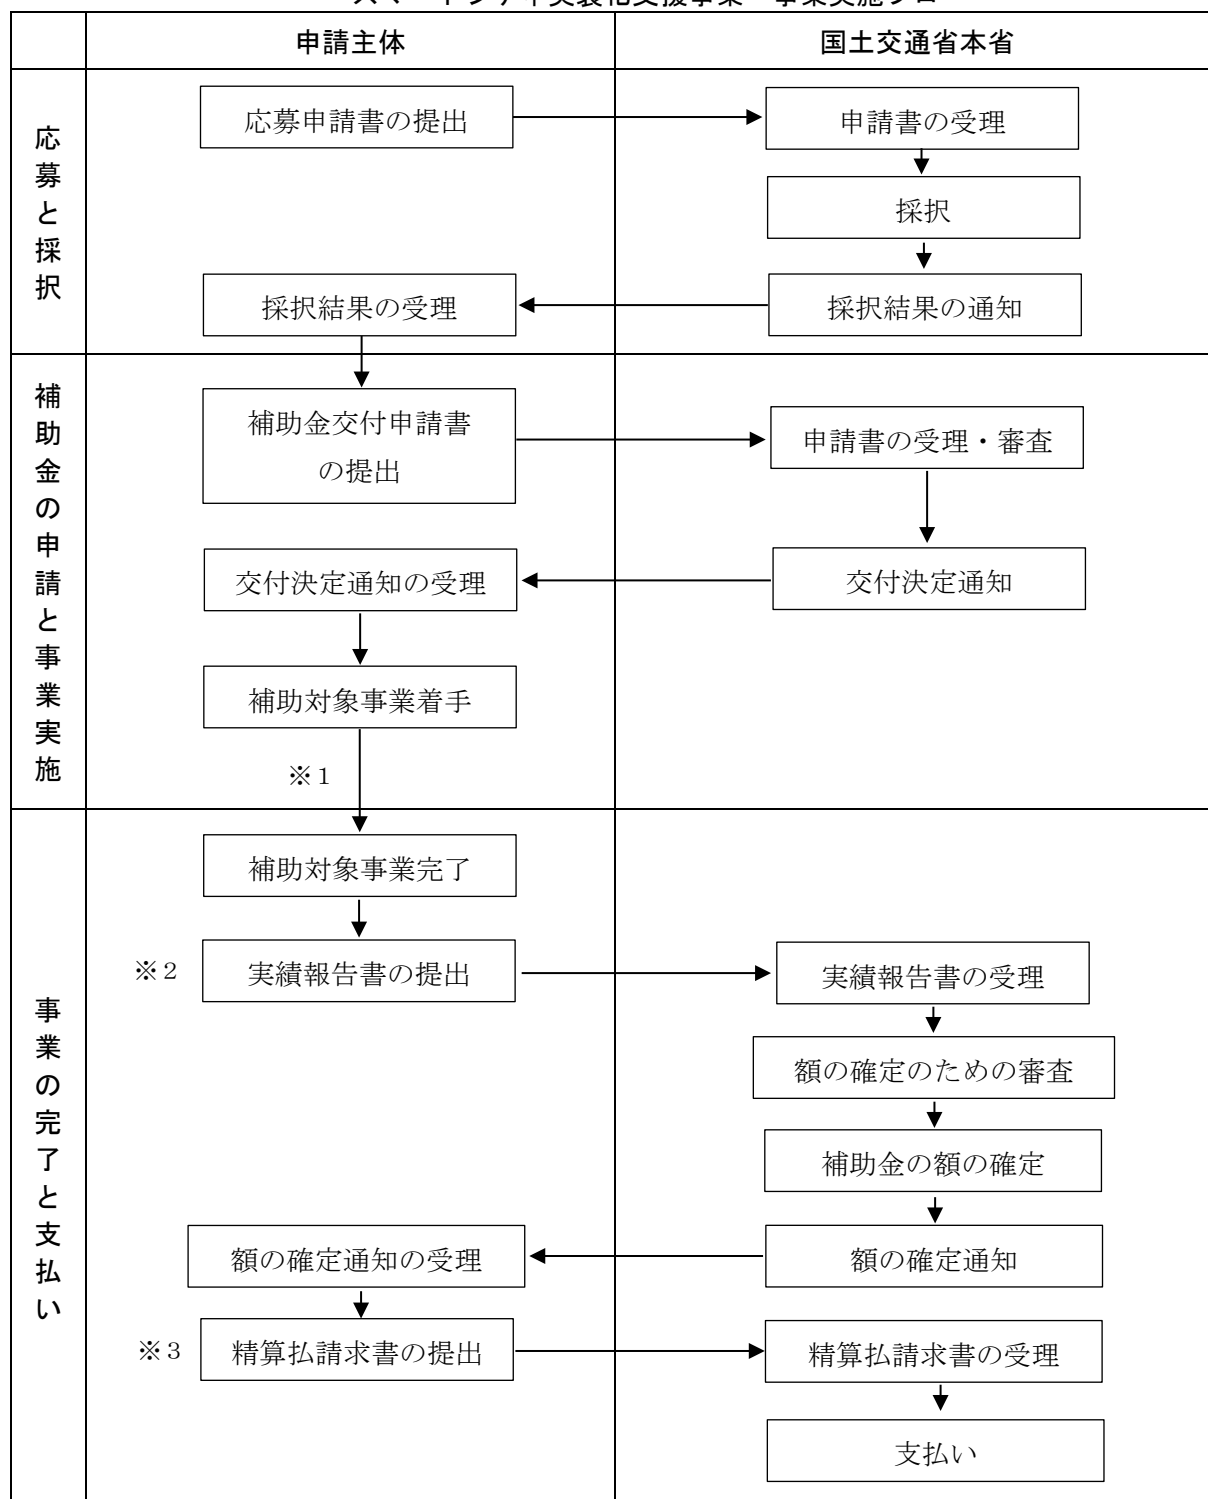 スマートシティ実装化支援事業 事業実施フロー
申請主体
国土交通省本省
応募と採択
応募申請書の提出
申請書の受理
採択
採択結果の受理
採択結果の通知
補助金の申請と事業実施
補助金交付申請書
の提出
申請書の受理・審査
交付決定通知の受理
交付決定通知
補助対象事業着手
※１
事業の完了と支払い
補助対象事業完了
※２
実績報告書の提出
実績報告書の受理
額の確定のための審査
補助金の額の確定
額の確定通知の受理
額の確定通知
※３
精算払請求書の提出
精算払請求書の受理
支払い